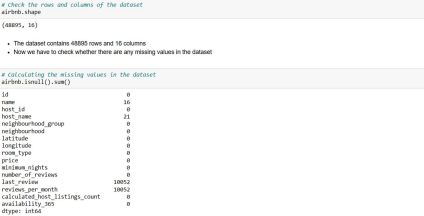 # Check the rows and columns of the dataset
airbnb.shape
(48895, 16)
• The dataset contains 48895 rows and 16 columns
• Now we have to check whether there are any missing values in the dataset
# Calculating the missing values in the dataset
airbnb.isnull().sum()
id 0
name 16
host_id 0
host_name 21
neighbourhood_group 0
neighbourhood 0
latitude 0
longitude 0
room_type 0
price 0
minimum_nights 0
number_of_reviews 0
last_review 10052
reviews_per_month 10052
calculated_host_listings_count 0
availability_365 0
dtype: int64